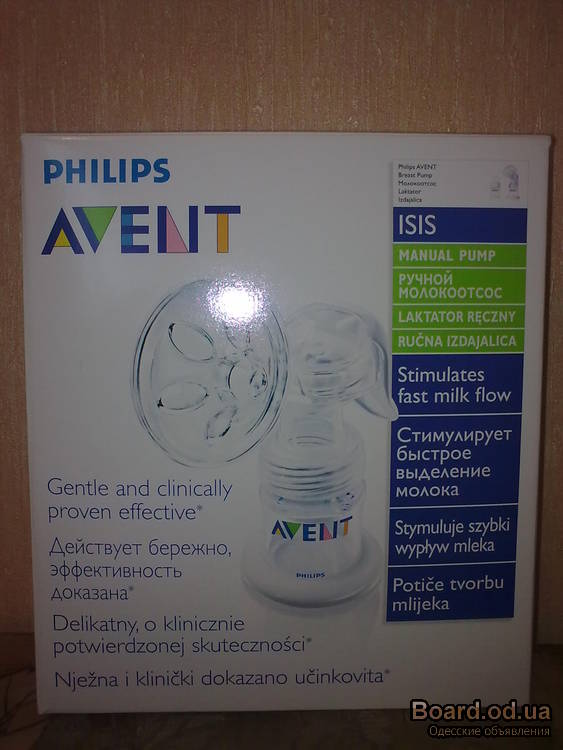 PHILIPS
AVENT
Philips AVENT
Breast Pump
Молокоотсос
Laktator
Izdajalica
ISIS
MANUAL PUMP
РУЧНОЙ
МОЛОКООТСОС
LAKTATOR RĘCZNY
RUČNA IZDAJALICA
Stimulates
fast milk flow
Стимулирует
быстрое
выделение
молока
Stymuluje szybki
wypływ mleka
Potiče tvorbu
mlijeka
Gentle and clinically
proven effective*
Действует бережно,
эффективность
доказана*
Delikatny, o klinicznie
potwierdzonej skuteczności*
Nježna i klinički dokazano učinkovita*
AVENT
PHILIPS
Board.od.ua
Одесские объявления